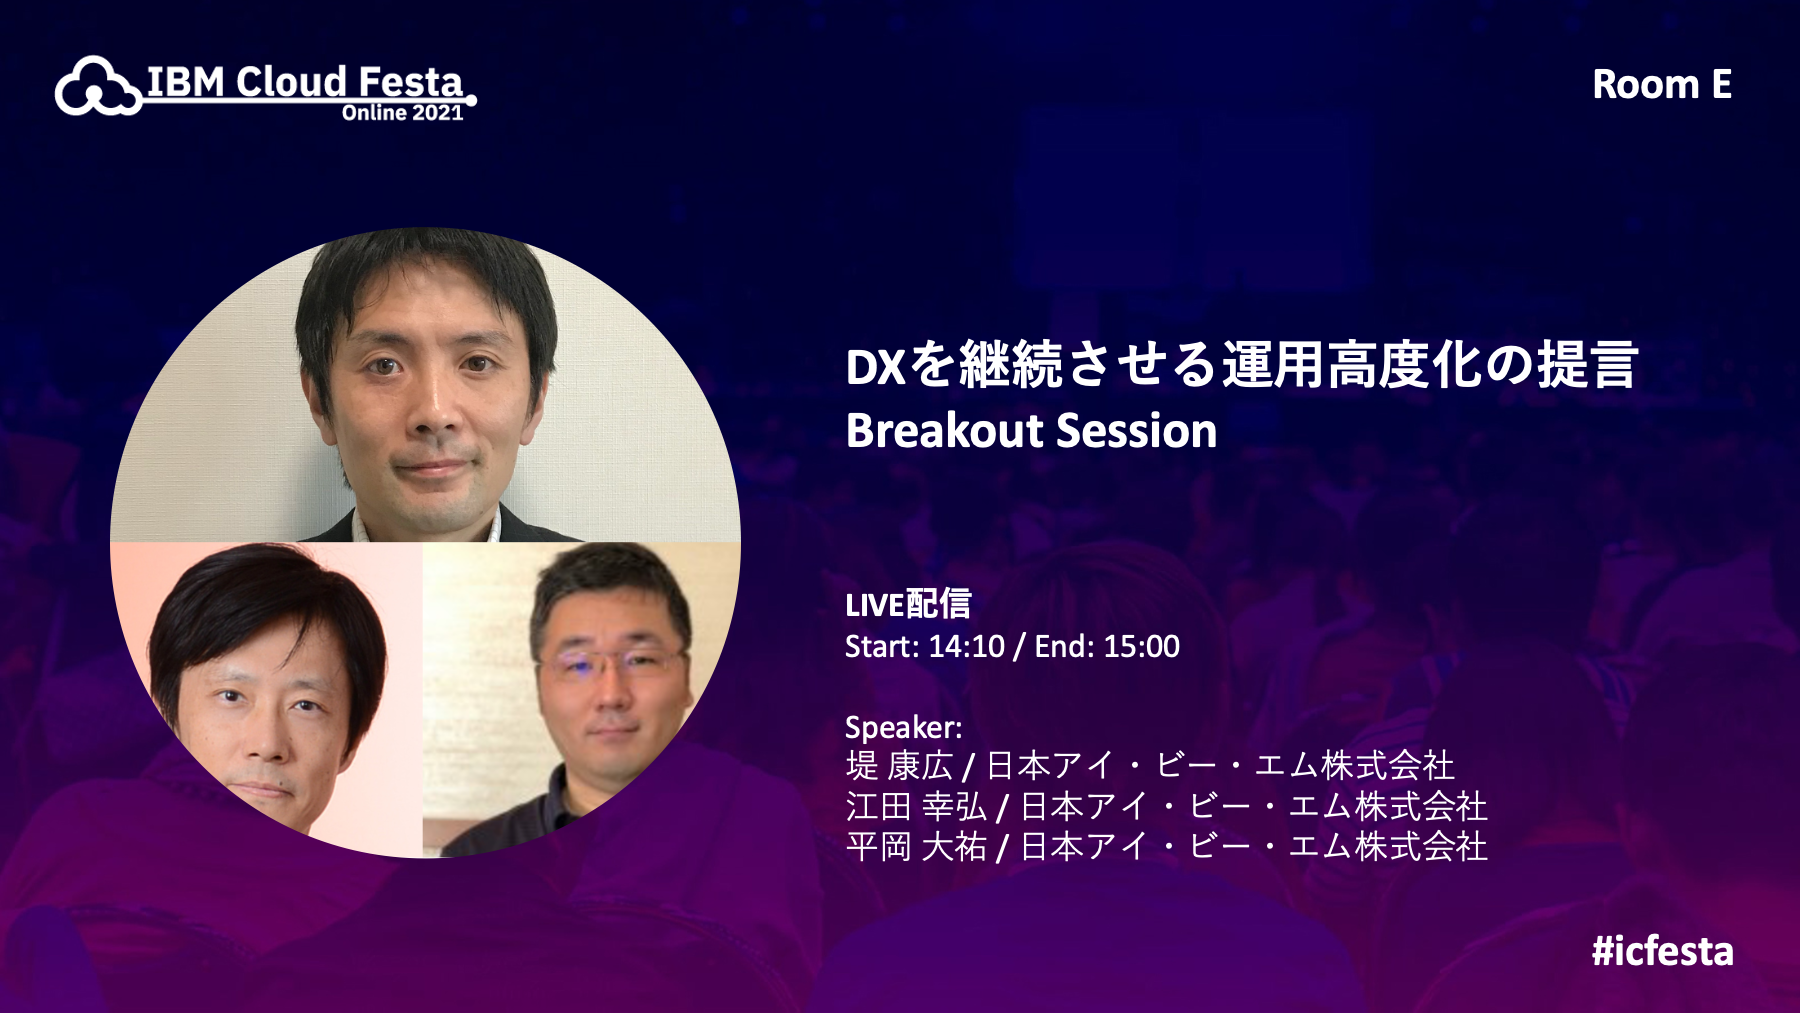 IBM Cloud Festa
Online 2021
Room E
DXを継続させる運用高度化の提言
Breakout Session
LIVE配信
Start: 14:10 / End: 15:00
Speaker:
堤 康広 / 日本アイ・ビー・エム株式会社
江田 幸弘 / 日本アイ・ビー・エム株式会社
平岡 大祐 / 日本アイ・ビー・エム株式会社
#icfesta